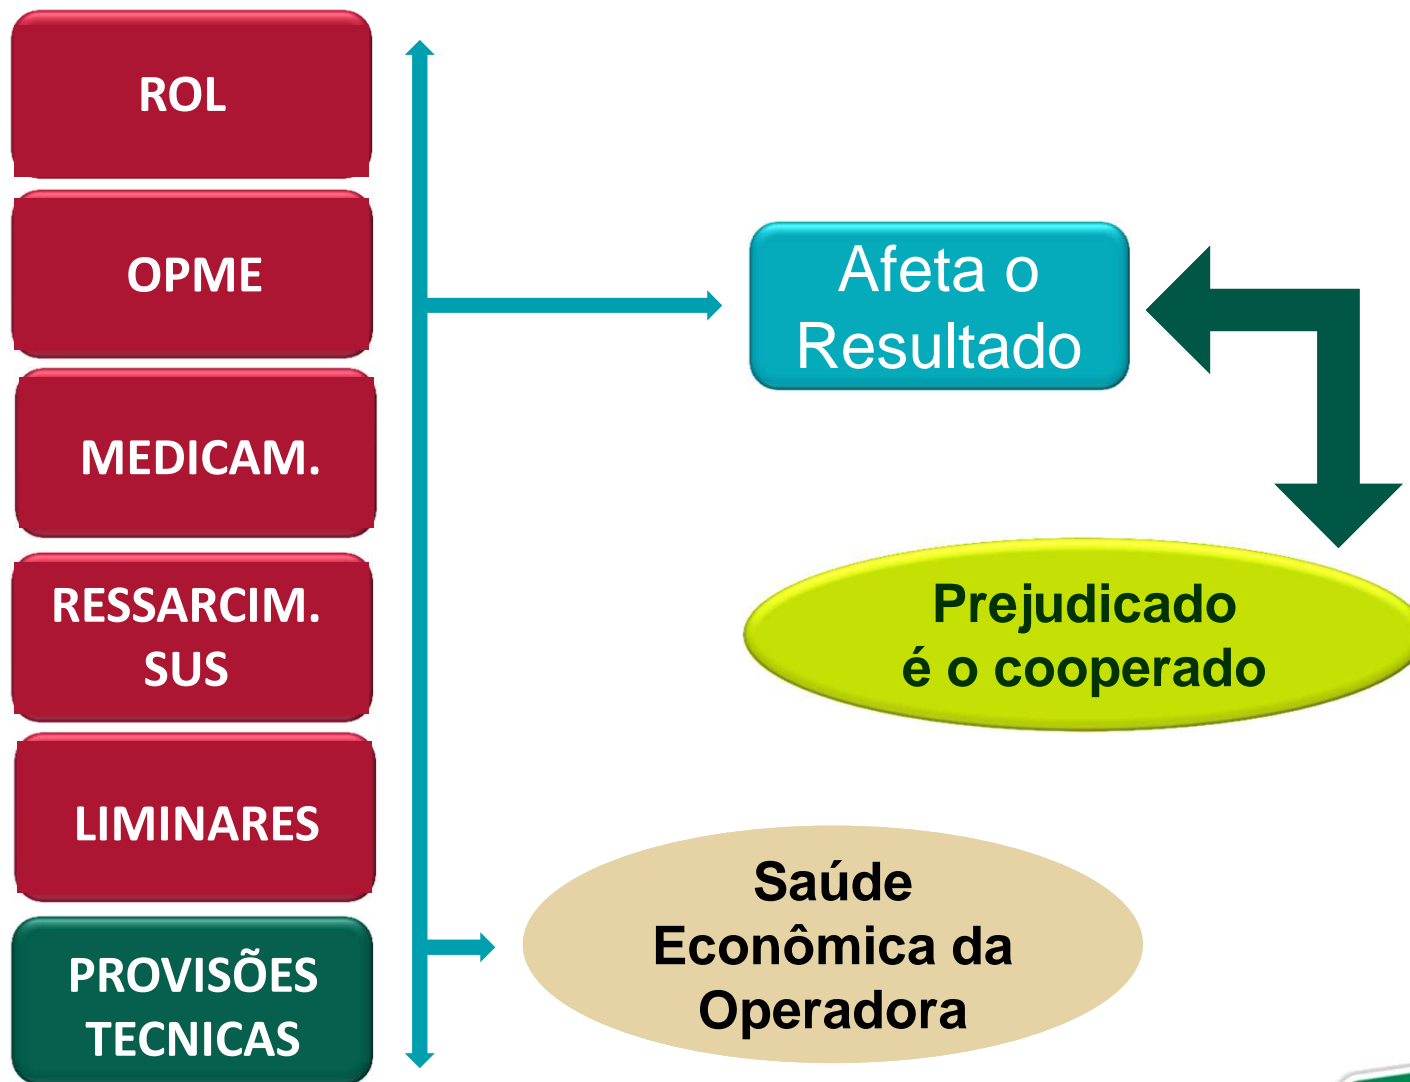 ROL
OPME
MEDICAM.
RESSARCIM.
SUS
LIMINARES
PROVISÕES
TECNICAS
Afeta o
Resultado
Prejudicado
é o cooperado
Saúde
Econômica da
Operadora